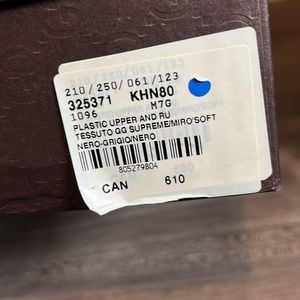 210/250/061/123
325371 KHN80
1096 M7G
PLASTIC UPPER AND RU
TESSUTO GG SUPREME/MIRO'SOFT
NERO-GRIGIO/NERO
805279804
CAN 610